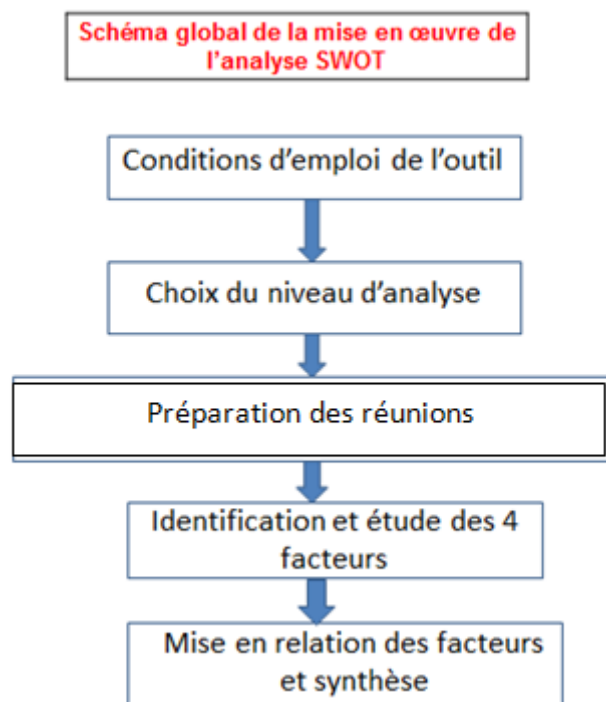 Schéma global de la mise en œuvre de
l'analyse SWOT
Conditions d'emploi de l'outil
Choix du niveau d'analyse
Préparation des réunions
Identification et étude des 4
facteurs
Mise en relation des facteurs
et synthèse